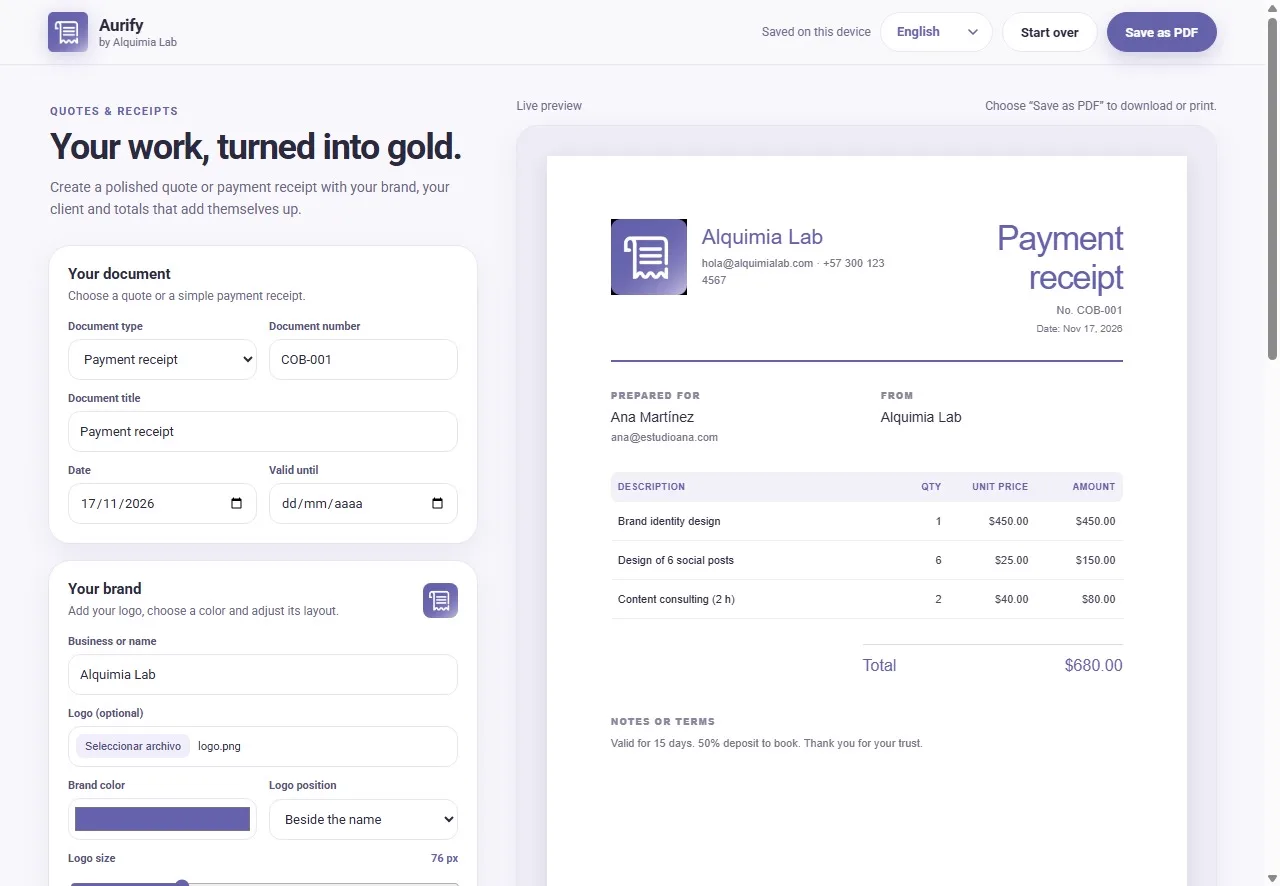 Aurify
by Alquimia Lab
Saved on this device
English
Start over
Save as PDF
QUOTES & RECEIPTS
Your work, turned into gold.
Create a polished quote or payment receipt with your brand, your
client and totals that add themselves up.
Your document
Choose a quote or a simple payment receipt.
Document type
Document number
Payment receipt
COB-001
Document title
Payment receipt
Date
Valid until
17/11/2026
dd/mm/aaaa
Your brand
Add your logo, choose a color and adjust its layout.
Business or name
Alquimia Lab
Logo (optional)
Seleccionar archivo
logo.png
Brand color
Logo position
Beside the name
Logo size
76 px
Live preview
Choose “Save as PDF” to download or print.
Alquimia Lab
hola@alquimialab.com · +57 300 123
4567
Payment
receipt
No. COB-001
Date: Nov 17, 2026
PREPARED FOR
Ana Martínez
ana@estudioana.com
FROM
Alquimia Lab
DESCRIPTION QTY UNIT PRICE AMOUNT
Brand identity design 1 $450.00 $450.00
Design of 6 social posts 6 $25.00 $150.00
Content consulting (2 h) 2 $40.00 $80.00
Total $680.00
NOTES OR TERMS
Valid for 15 days. 50% deposit to book. Thank you for your trust.